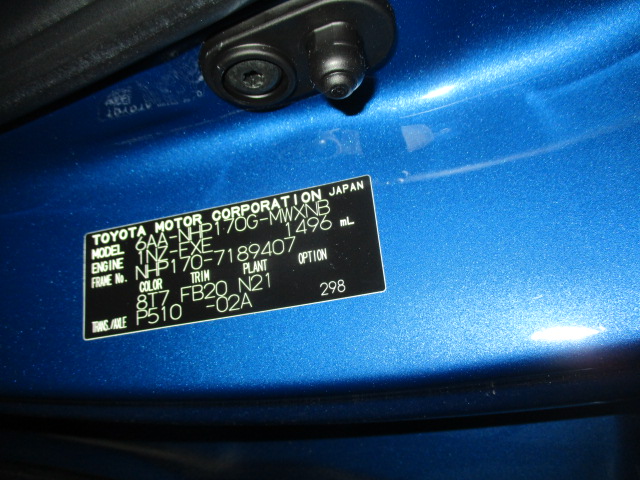 TOYOTA MOTOR CORPORATION JAPAN
MODEL 6AA-NHP170G-MWXNB
ENGINE 1NZ-FXE 1496 mL
FRAME No. NHP170-7189407
COLOR TRIM PLANT OPTION
8T7 FB20 N21
TRANS./AXLE P510 -02A 298